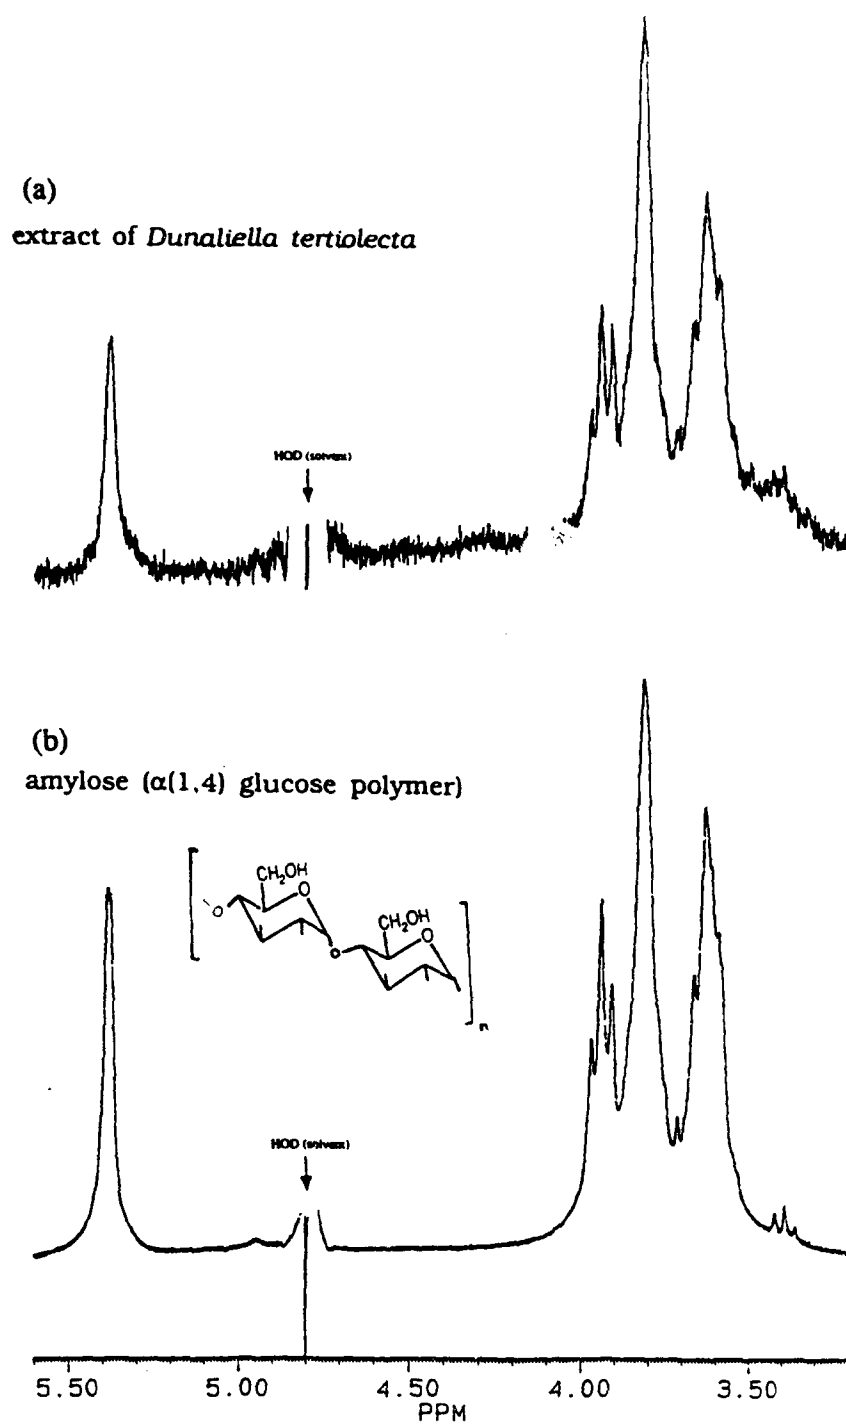 (a)
extract of Dunaliella tertiolecta
HOD (solvent)
(b)
amylose (α(1,4) glucose polymer)
CH₂OH
O
O
CH₂OH
O
O
n
HOD (solvent)
5.50 5.00 4.50 4.00 3.50
PPM